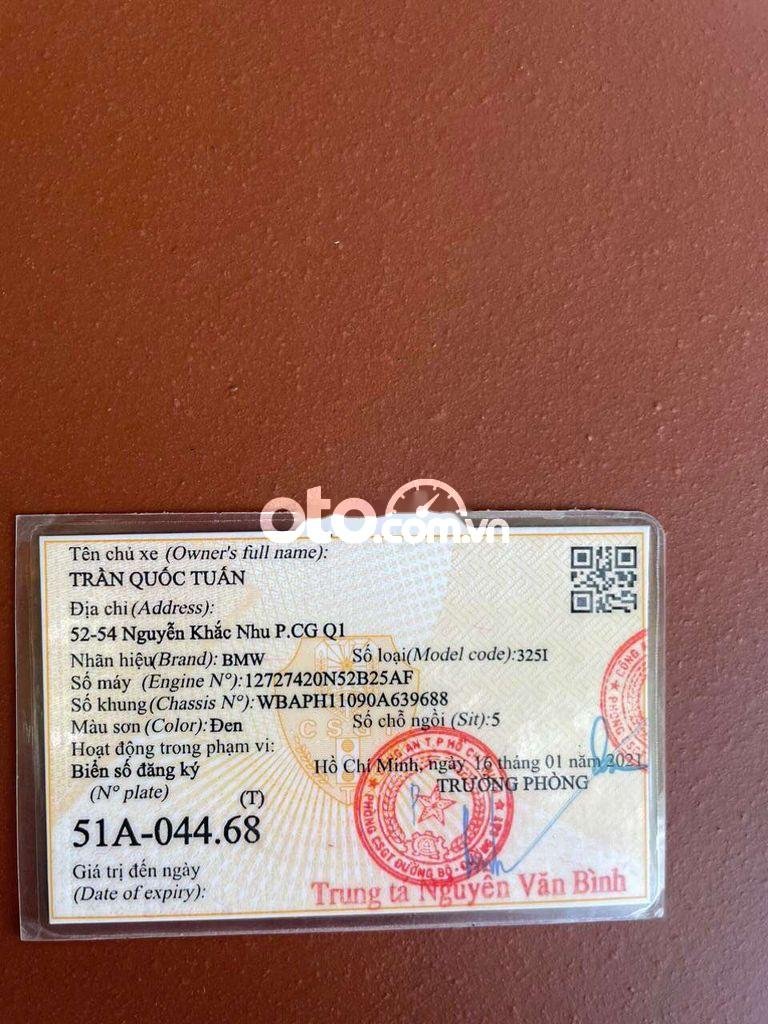 oto.com.vn
Tên chủ xe (Owner's full name):
TRẦN QUỐC TUẤN
Địa chỉ (Address):
52-54 Nguyễn Khắc Nhu P.CG Q1
Nhãn hiệu(Brand): BMW Số loại(Model code):325I
Số máy (Engine Nº):12727420N52B25AF
Số khung(Chassis Nº):WBAPH11090A639688
Màu sơn (Color):Đen Số chỗ ngồi (Sit):5
Hoạt động trong phạm vi:
Hồ Chí Minh, ngày 16 tháng 01 năm 2021
Biển số đăng ký
TRƯỞNG PHÒNG
(Nº plate) (T)
51A-044.68
Giá trị đến ngày
(Date of expiry):
Trung tá Nguyễn Văn Bình
CSGT